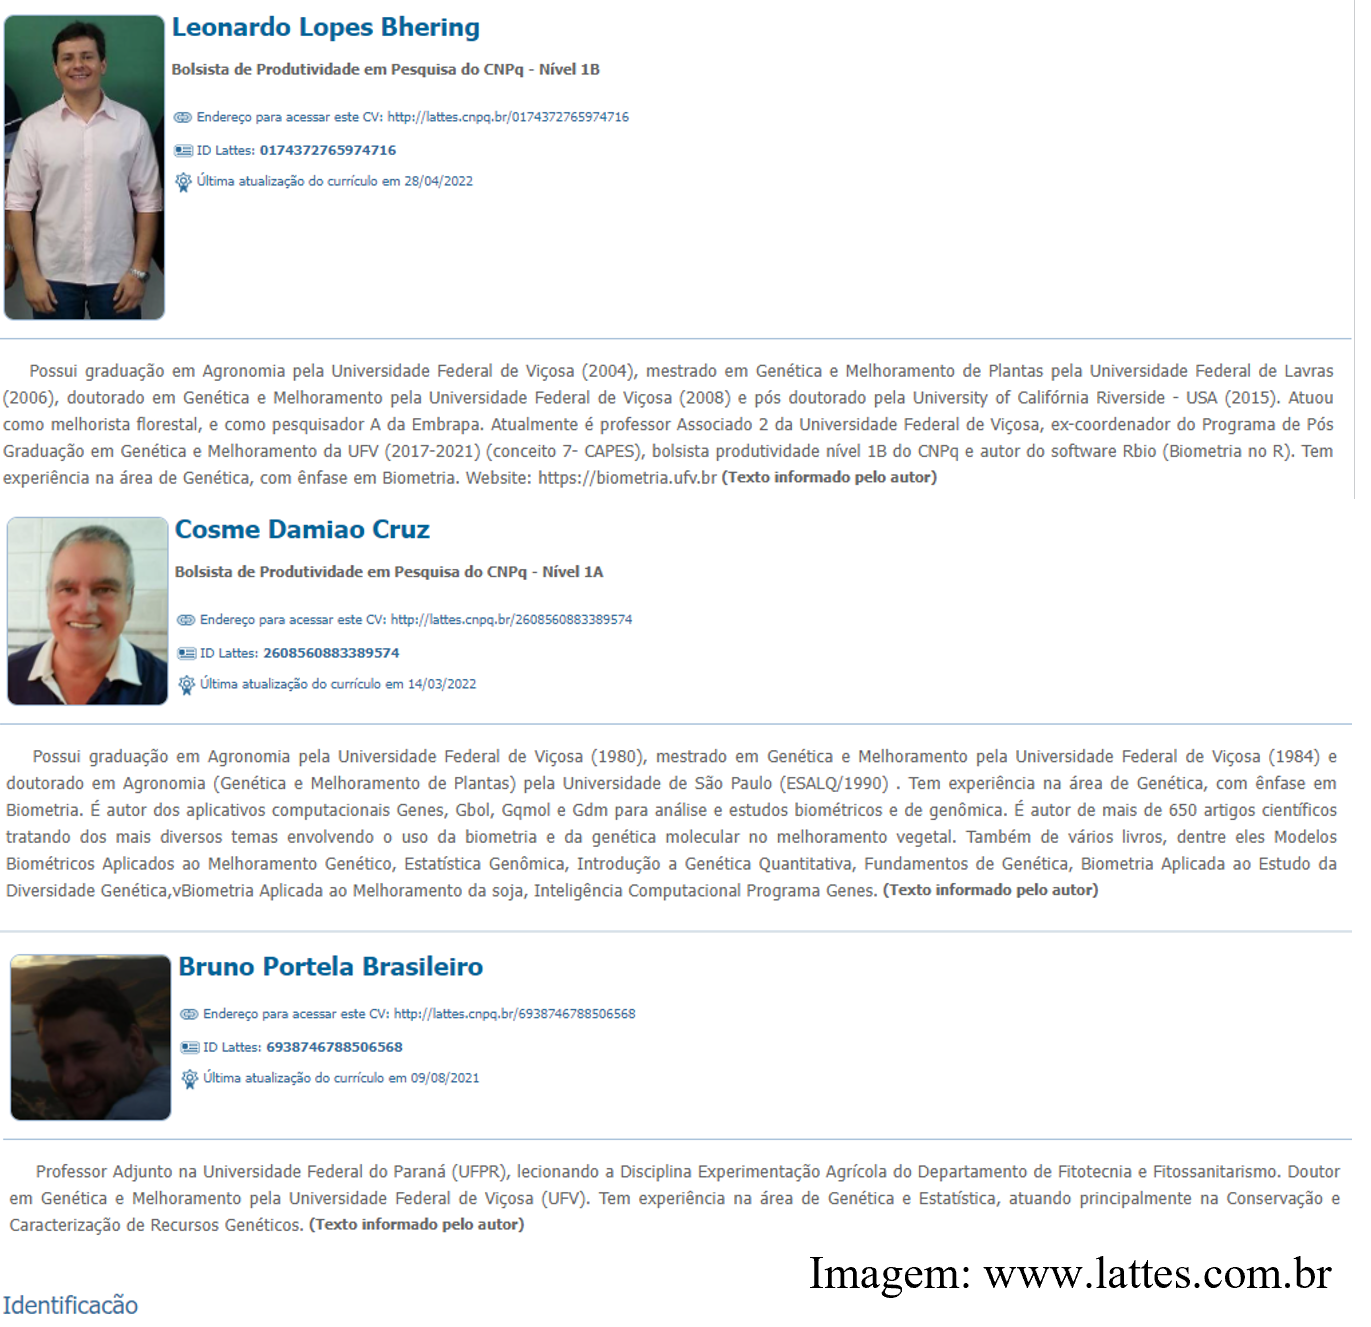 Leonardo Lopes Bhering
Bolsista de Produtividade em Pesquisa do CNPq - Nível 1B
Endereço para acessar este CV: http://lattes.cnpq.br/0174372765974716
ID Lattes: 0174372765974716
Última atualização do currículo em 28/04/2022
Possui graduação em Agronomia pela Universidade Federal de Viçosa (2004), mestrado em Genética e Melhoramento de Plantas pela Universidade Federal de Lavras
(2006), doutorado em Genética e Melhoramento pela Universidade Federal de Viçosa (2008) e pós doutorado pela University of Califórnia Riverside - USA (2015). Atuou
como melhorista florestal, e como pesquisador A da Embrapa. Atualmente é professor Associado 2 da Universidade Federal de Viçosa, ex-coordenador do Programa de Pós
Graduação em Genética e Melhoramento da UFV (2017-2021) (conceito 7- CAPES), bolsista produtividade nível 1B do CNPq e autor do software Rbio (Biometria no R). Tem
experiência na área de Genética, com ênfase em Biometria. Website: https://biometria.ufv.br (Texto informado pelo autor)
Cosme Damiao Cruz
Bolsista de Produtividade em Pesquisa do CNPq - Nível 1A
Endereço para acessar este CV: http://lattes.cnpq.br/2608560883389574
ID Lattes: 2608560883389574
Última atualização do currículo em 14/03/2022
Possui graduação em Agronomia pela Universidade Federal de Viçosa (1980), mestrado em Genética e Melhoramento pela Universidade Federal de Viçosa (1984) e
doutorado em Agronomia (Genética e Melhoramento de Plantas) pela Universidade de São Paulo (ESALQ/1990) . Tem experiência na área de Genética, com ênfase em
Biometria. É autor dos aplicativos computacionais Genes, Gbol, Gqmol e Gdm para análise e estudos biométricos e de genômica. É autor de mais de 650 artigos científicos
tratando dos mais diversos temas envolvendo o uso da biometria e da genética molecular no melhoramento vegetal. Também de vários livros, dentre eles Modelos
Biométricos Aplicados ao Melhoramento Genético, Estatística Genômica, Introdução a Genética Quantitativa, Fundamentos de Genética, Biometria Aplicada ao Estudo da
Diversidade Genética,vBiometria Aplicada ao Melhoramento da soja, Inteligência Computacional Programa Genes. (Texto informado pelo autor)
Bruno Portela Brasileiro
Endereço para acessar este CV: http://lattes.cnpq.br/6938746788506568
ID Lattes: 6938746788506568
Última atualização do currículo em 09/08/2021
Professor Adjunto na Universidade Federal do Paraná (UFPR), lecionando a Disciplina Experimentação Agrícola do Departamento de Fitotecnia e Fitossanitarismo. Doutor
em Genética e Melhoramento pela Universidade Federal de Viçosa (UFV). Tem experiência na área de Genética e Estatística, atuando principalmente na Conservação e
Caracterização de Recursos Genéticos. (Texto informado pelo autor)
Imagem: www.lattes.com.br
Identificacão